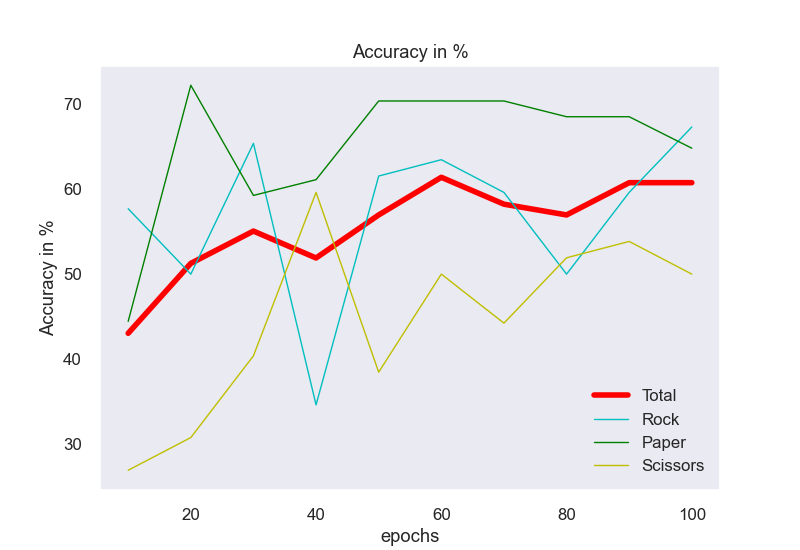 Accuracy in %
Accuracy in %
70
60
50
40
30
Total
Rock
Paper
Scissors
20 40 60 80 100
epochs